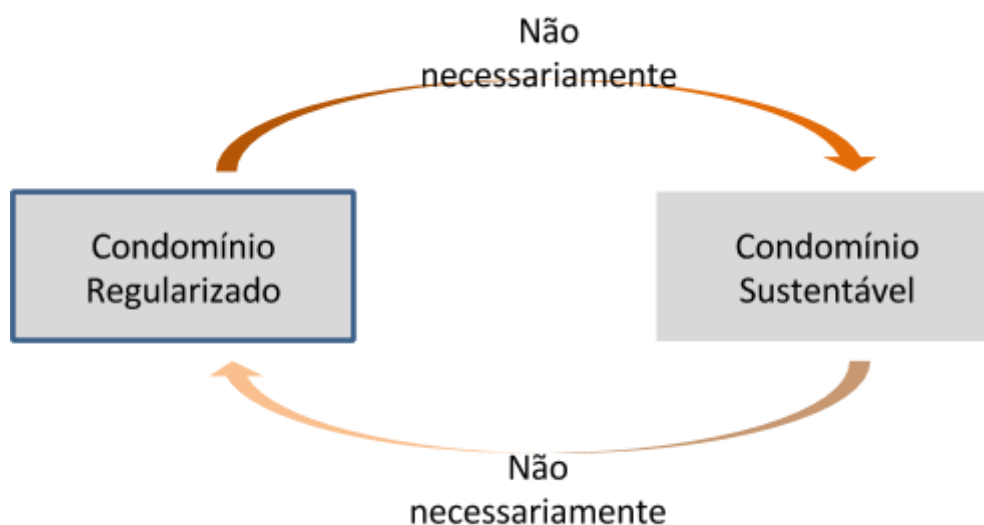 Não
necessariamente
Condomínio
Regularizado
Condomínio
Sustentável
Não
necessariamente